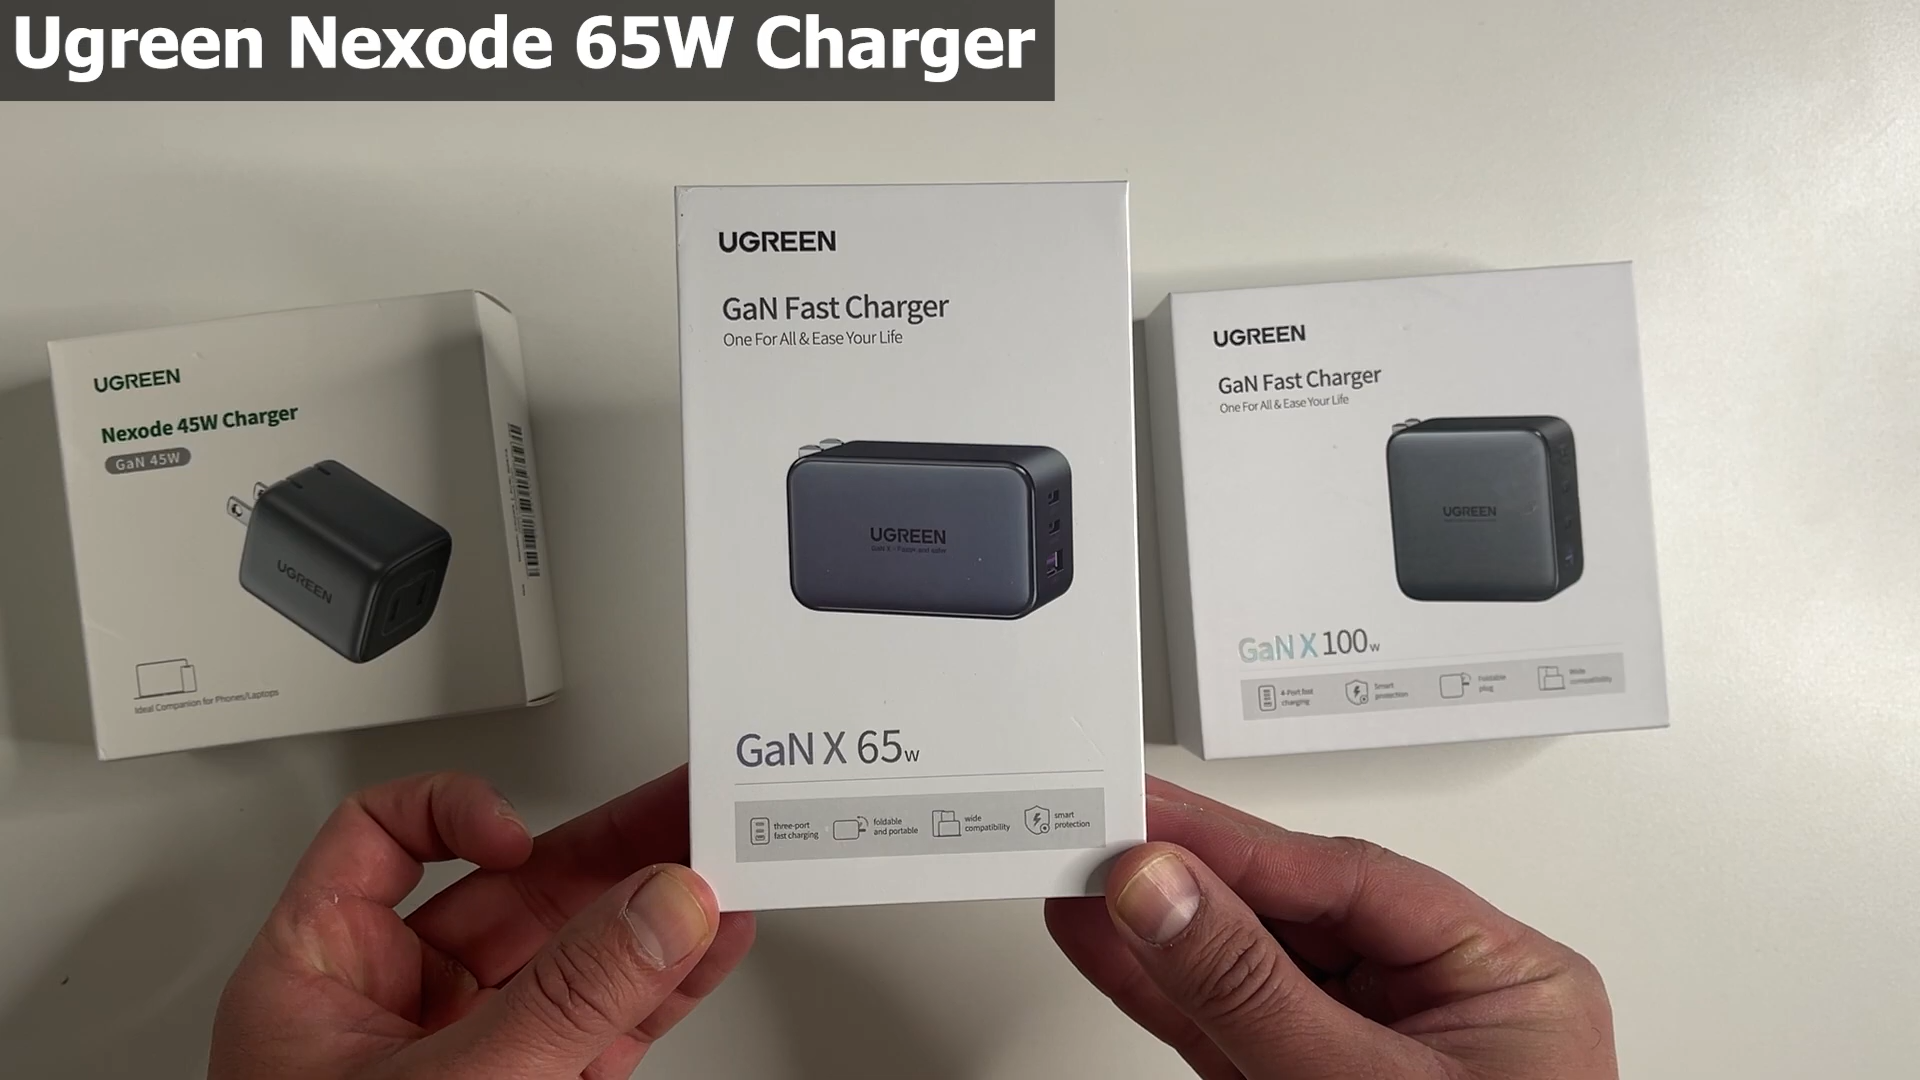 Ugreen Nexode 65W Charger
UGREEN
Nexode 45W Charger
GaN 45W
UGREEN
Ideal Companion for Phones/Laptops
UGREEN
GaN Fast Charger
One For All & Ease Your Life
UGREEN
GaN X 65w
three-port
fast charging
foldable
and portable
wide
compatibility
smart
protection
UGREEN
GaN Fast Charger
One For All & Ease Your Life
UGREEN
GaN X 100w
4-Port fast
charging
Smart
protection
Foldable
plug
Wide
compatibility